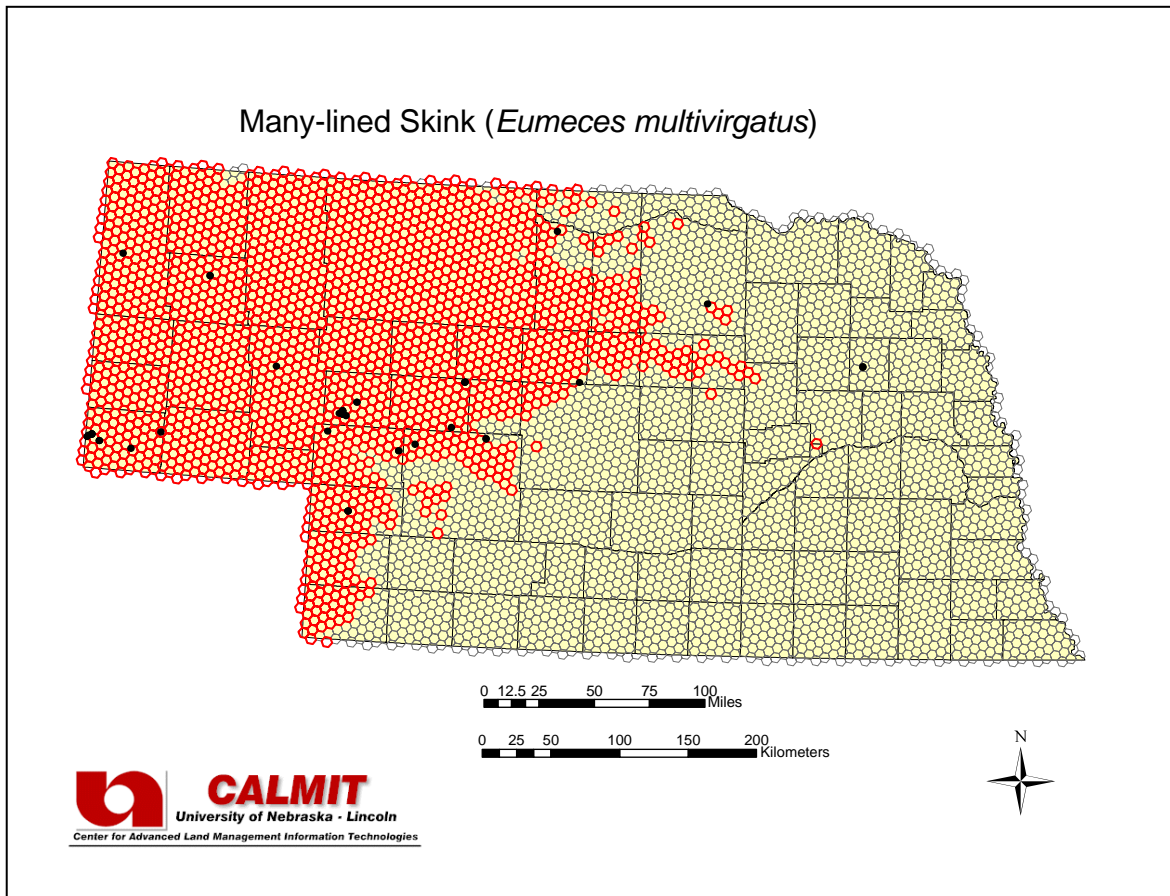 Many-lined Skink (Eumeces multivirgatus)
0 12.5 25 50 75 100
Miles
0 25 50 100 150 200
Kilometers
N
CALMIT
University of Nebraska - Lincoln
Center for Advanced Land Management Information Technologies